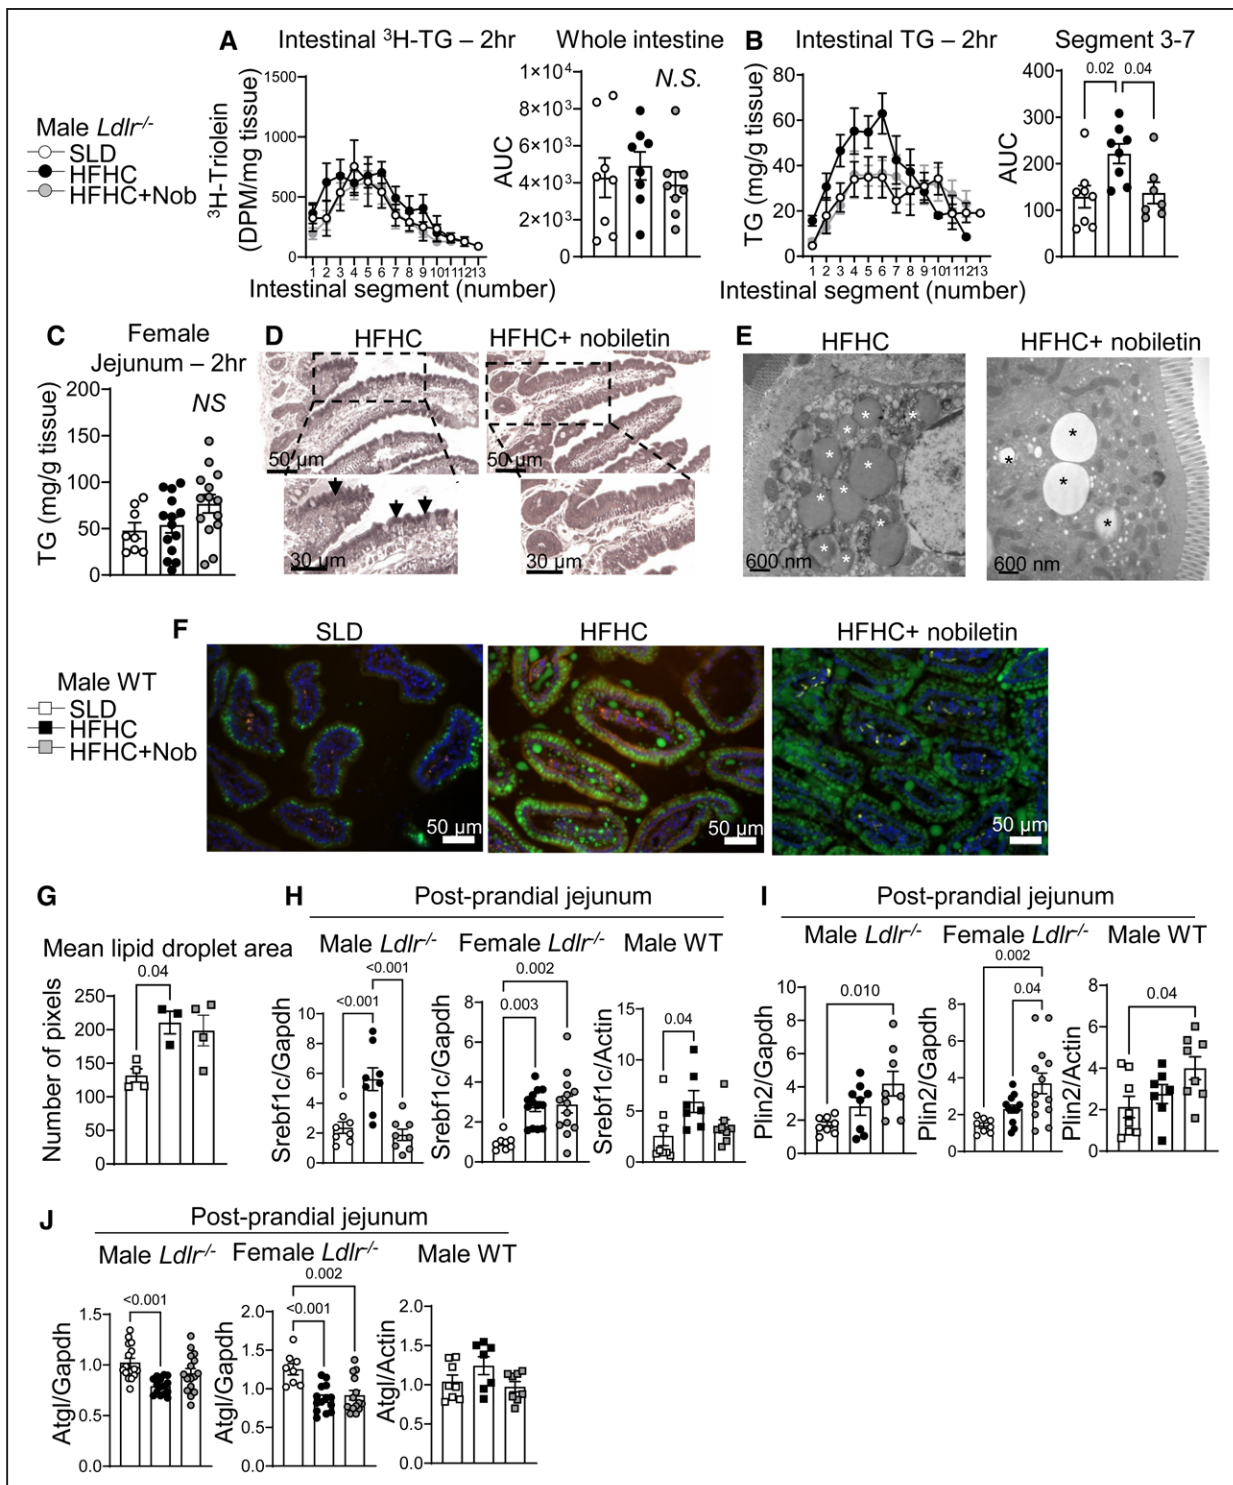 A
Intestinal ³H-TG – 2hr
Whole intestine
B
Intestinal TG – 2hr
Segment 3-7
Male Ldlr-/-
SLD
HFHC
HFHC+Nob
³H-Triolein
(DPM/mg tissue)
1500
1000
500
0
1 2 3 4 5 6 7 8 9 10 11 12 13
Intestinal segment (number)
AUC
1×10⁴
8×10³
6×10³
4×10³
2×10³
0
N.S.
TG (mg/g tissue)
80
60
40
20
0
1 2 3 4 5 6 7 8 9 10 11 12 13
Intestinal segment (number)
AUC
400
300
200
100
0
0.02
0.04
C
Female
Jejunum – 2hr
NS
TG (mg/g tissue)
200
150
100
50
0
D
HFHC
HFHC+ nobiletin
50 µm
50 µm
30 µm
30 µm
E
HFHC
HFHC+ nobiletin
* * * * * * * * * *
* * * *
600 nm
600 nm
F
SLD
HFHC
HFHC+ nobiletin
Male WT
SLD
HFHC
HFHC+Nob
50 µm
50 µm
50 µm
G
Mean lipid droplet area
Number of pixels
250
200
150
100
50
0
0.04
H
Post-prandial jejunum
Male Ldlr-/-
Female Ldlr-/-
Male WT
Srebf1c/Gapdh
10
8
6
4
2
0
<0.001
<0.001
Srebf1c/Gapdh
8
6
4
2
0
0.003
0.002
Srebf1c/Actin
15
10
5
0
0.04
I
Post-prandial jejunum
Male Ldlr-/-
Female Ldlr-/-
Male WT
Plin2/Gapdh
10
8
6
4
2
0
0.010
Plin2/Gapdh
8
6
4
2
0
0.002
0.04
Plin2/Actin
8
6
4
2
0
0.04
J
Post-prandial jejunum
Male Ldlr-/-
Female Ldlr-/-
Male WT
Atgl/Gapdh
1.5
1.0
0.5
0.0
<0.001
Atgl/Gapdh
2.0
1.5
1.0
0.5
0.0
0.002
<0.001
Atgl/Actin
2.0
1.5
1.0
0.5
0.0